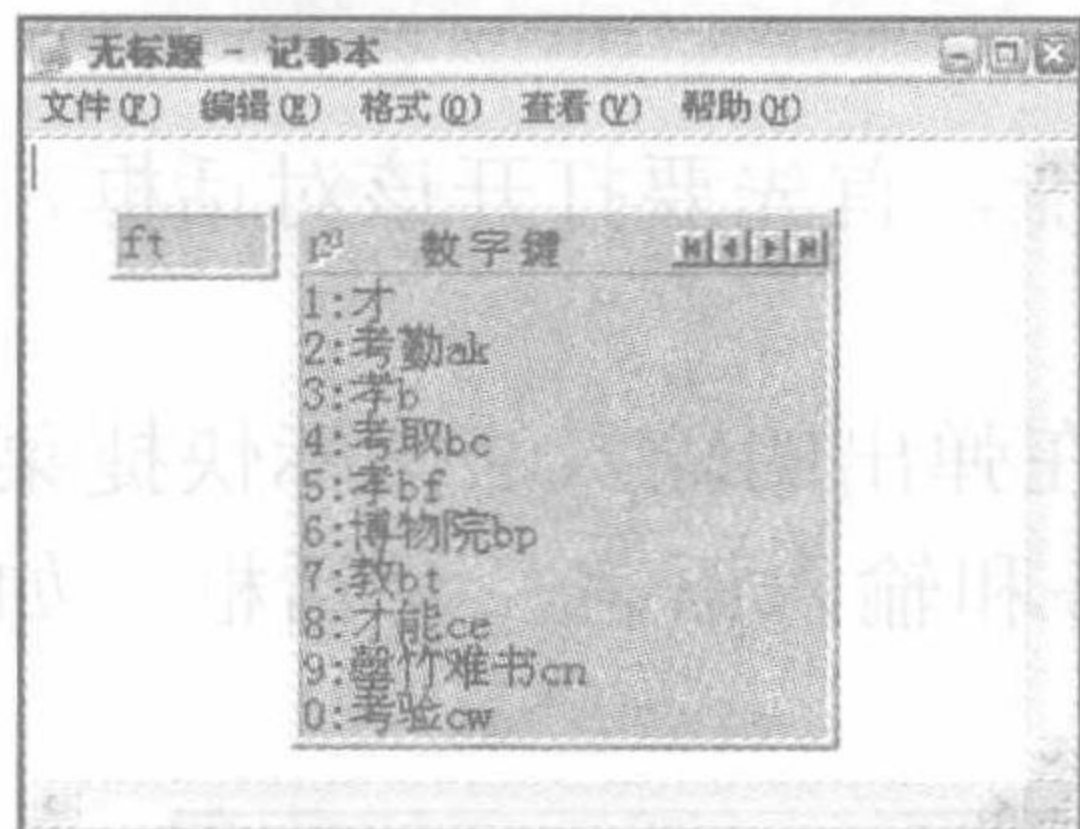 无标题 - 记事本
文件(F) 编辑(E) 格式(O) 查看(V) 帮助(H)
ft
数字键
1:才
2:考勤ak
3:孝b
4:考取bc
5:孝bf
6:博物院bp
7:教bt
8:才能ce
9:罄竹难书cn
0:考验cw